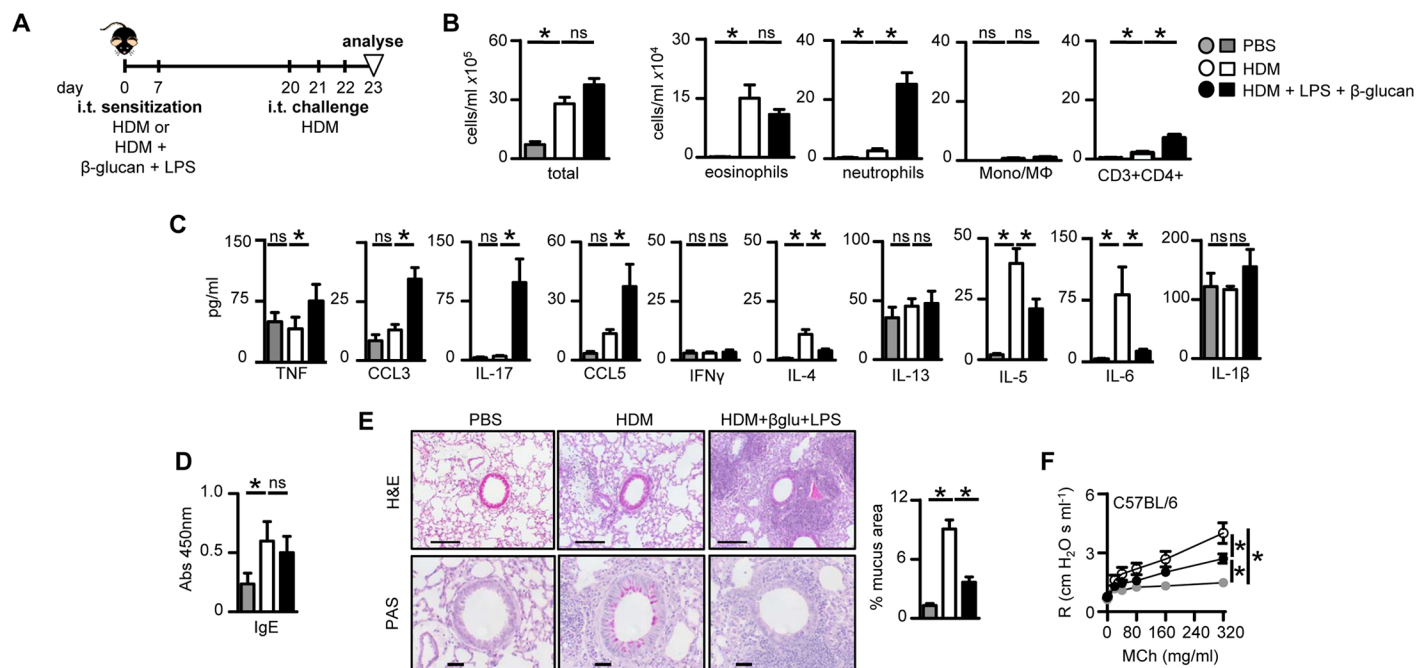 A
analyse
day 0 7 20 21 22 23
i.t. sensitization i.t. challenge
HDM or HDM
HDM +
β-glucan + LPS
B
* ns * ns * * ns ns * *
60 30 40 40 40
30 15 20 20 20
0 0 0 0 0
cells/ml x10⁵
cells/ml x10⁴
total eosinophils neutrophils Mono/MΦ CD3+CD4+
PBS
HDM
HDM + LPS + β-glucan
C
ns * ns * ns * ns * ns ns * * ns ns * * * * ns ns
150 50 150 60 50 50 100 50 150 200
75 25 75 30 25 25 50 25 75 100
0 0 0 0 0 0 0 0 0 0
pg/ml
TNF CCL3 IL-17 CCL5 IFNγ IL-4 IL-13 IL-5 IL-6 IL-1β
D
* ns
1.0
0.5
0
Abs 450nm
IgE
E
PBS HDM HDM+βglu+LPS
H&E
PAS
* *
12
6
0
% mucus area
F
C57BL/6
6
3
0
R (cm H₂O s ml⁻¹)
* * *
0 80 160 240 320
MCh (mg/ml)